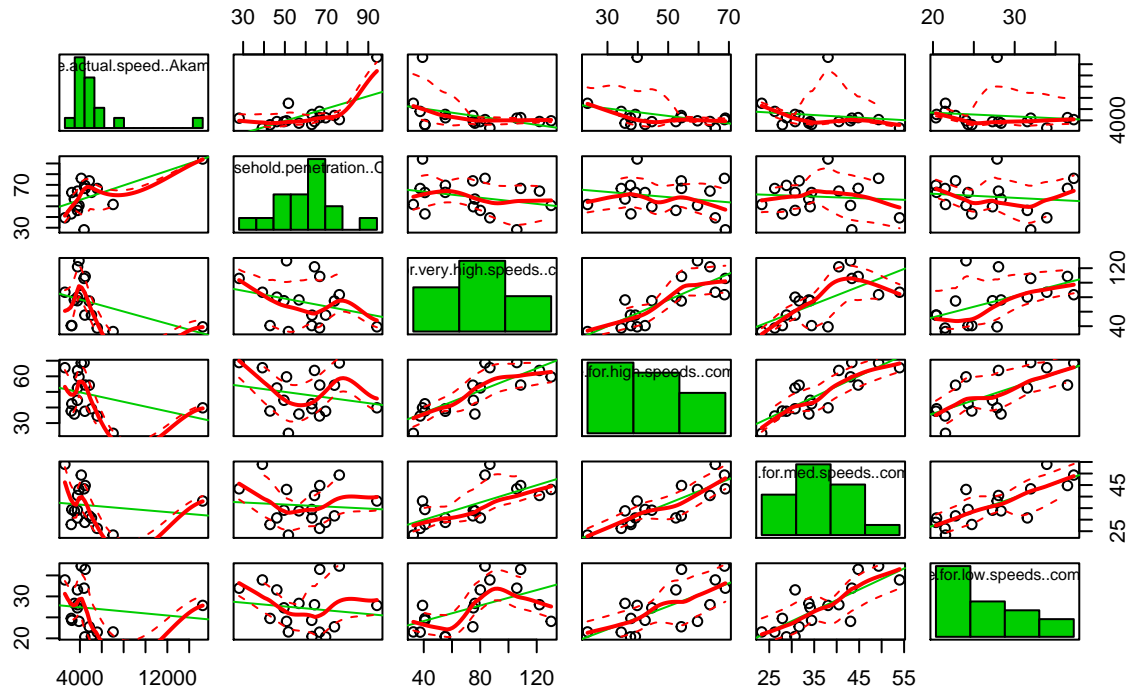 30 50 70 90
30 50 70
20 30
e.actual.speed..Akam
4000
30 70
sehold.penetration..C
r.very.high.speeds..c
40 120
30 60
.for.high.speeds..com
.for.med.speeds.com
25 45
20 30
e.for.low.speeds..com
4000 12000
40 80 120
25 35 45 55